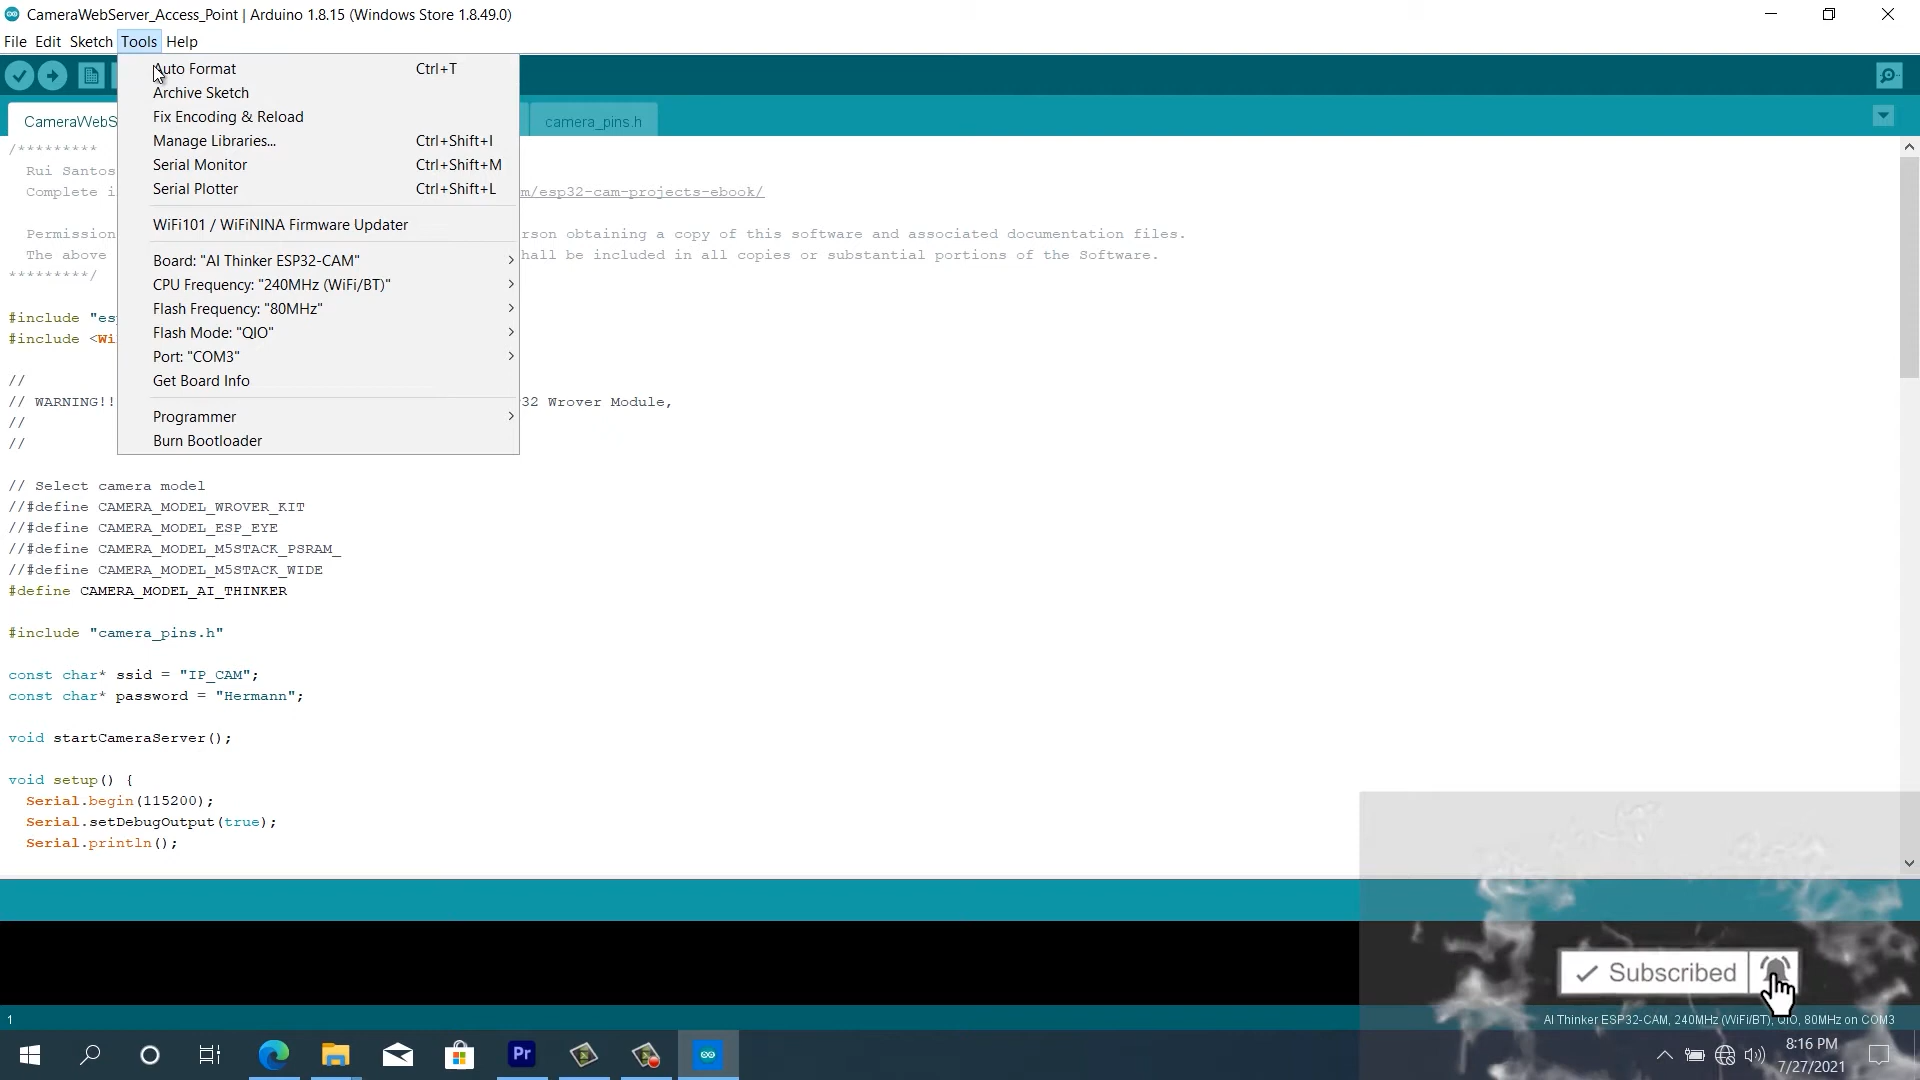 CameraWebServer_Access_Point | Arduino 1.8.15 (Windows Store 1.8.49.0)
File Edit Sketch Tools Help
Auto Format Ctrl+T
Archive Sketch
Fix Encoding & Reload
Manage Libraries... Ctrl+Shift+I
Serial Monitor Ctrl+Shift+M
Serial Plotter Ctrl+Shift+L
WiFi101 / WiFiNINA Firmware Updater
Board: "AI Thinker ESP32-CAM"
CPU Frequency: "240MHz (WiFi/BT)"
Flash Frequency: "80MHz"
Flash Mode: "QIO"
Port: "COM3"
Get Board Info
Programmer
Burn Bootloader
CameraWebS camera_pins.h
/*********
Rui Santos
Complete i m/esp32-cam-projects-ebook/
Permission rson obtaining a copy of this software and associated documentation files.
The above hall be included in all copies or substantial portions of the Software.
*********/
#include "es
#include <Wi
//
// WARNING!! 32 Wrover Module,
//
//
// Select camera model
//#define CAMERA_MODEL_WROVER_KIT
//#define CAMERA_MODEL_ESP_EYE
//#define CAMERA_MODEL_M5STACK_PSRAM_
//#define CAMERA_MODEL_M5STACK_WIDE
#define CAMERA_MODEL_AI_THINKER
#include "camera_pins.h"
const char* ssid = "IP_CAM";
const char* password = "Hermann";
void startCameraServer();
void setup() {
Serial.begin(115200);
Serial.setDebugOutput(true);
Serial.println();
Subscribed
1 AI Thinker ESP32-CAM, 240MHz (WiFi/BT), QIO, 80MHz on COM3
Pr
8:16 PM
7/27/2021